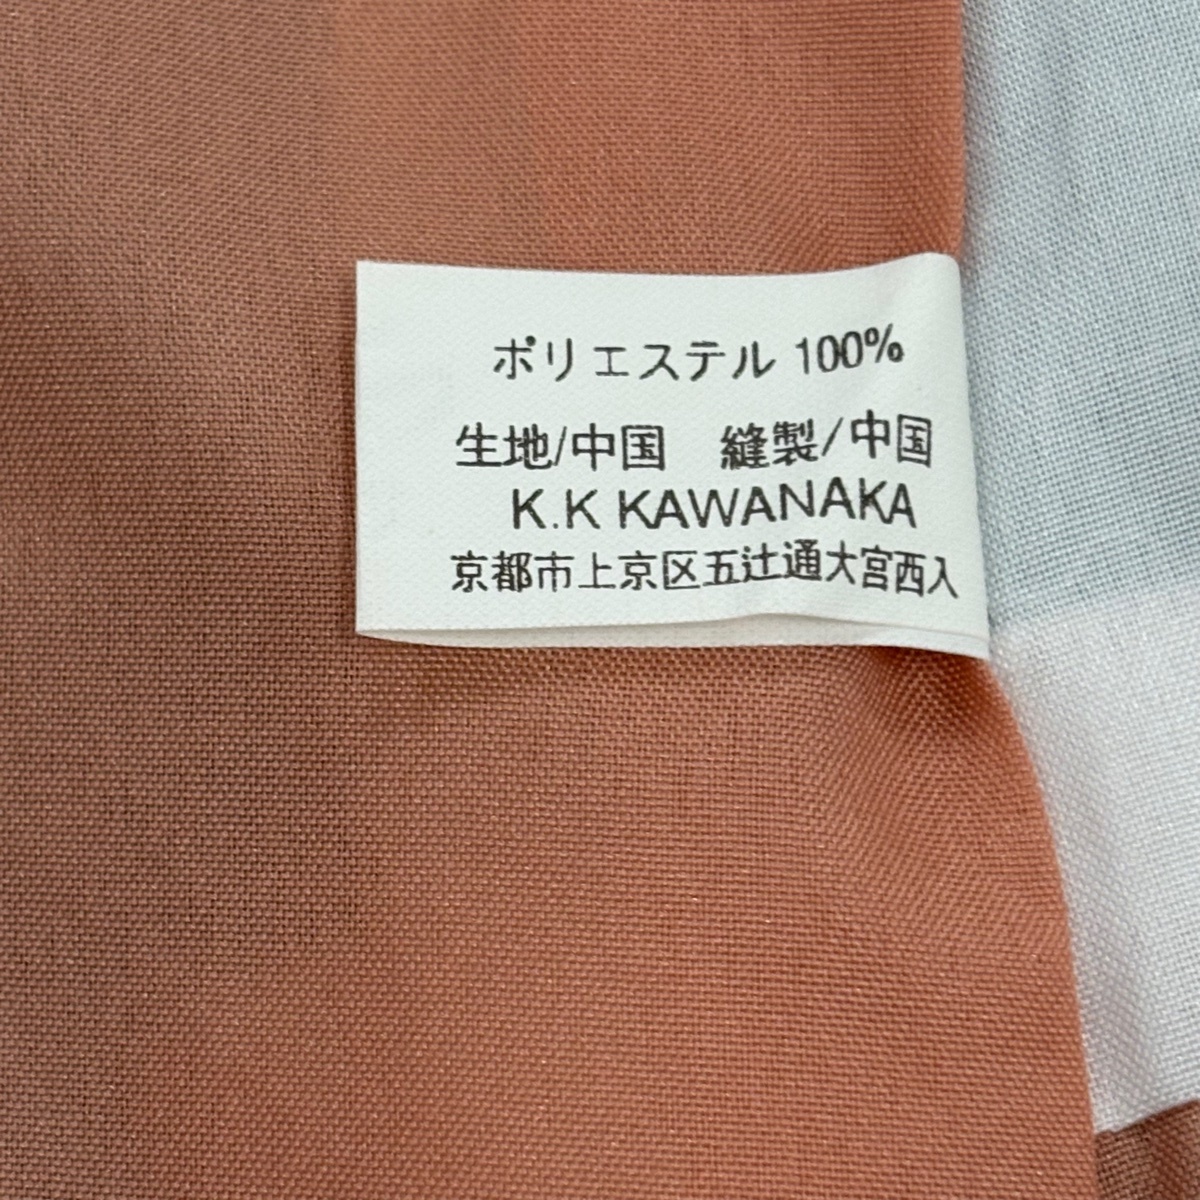 ポリエステル 100%
生地/中国　縫製/中国
K.K KAWANAKA
京都市上京区五辻通大宮西入